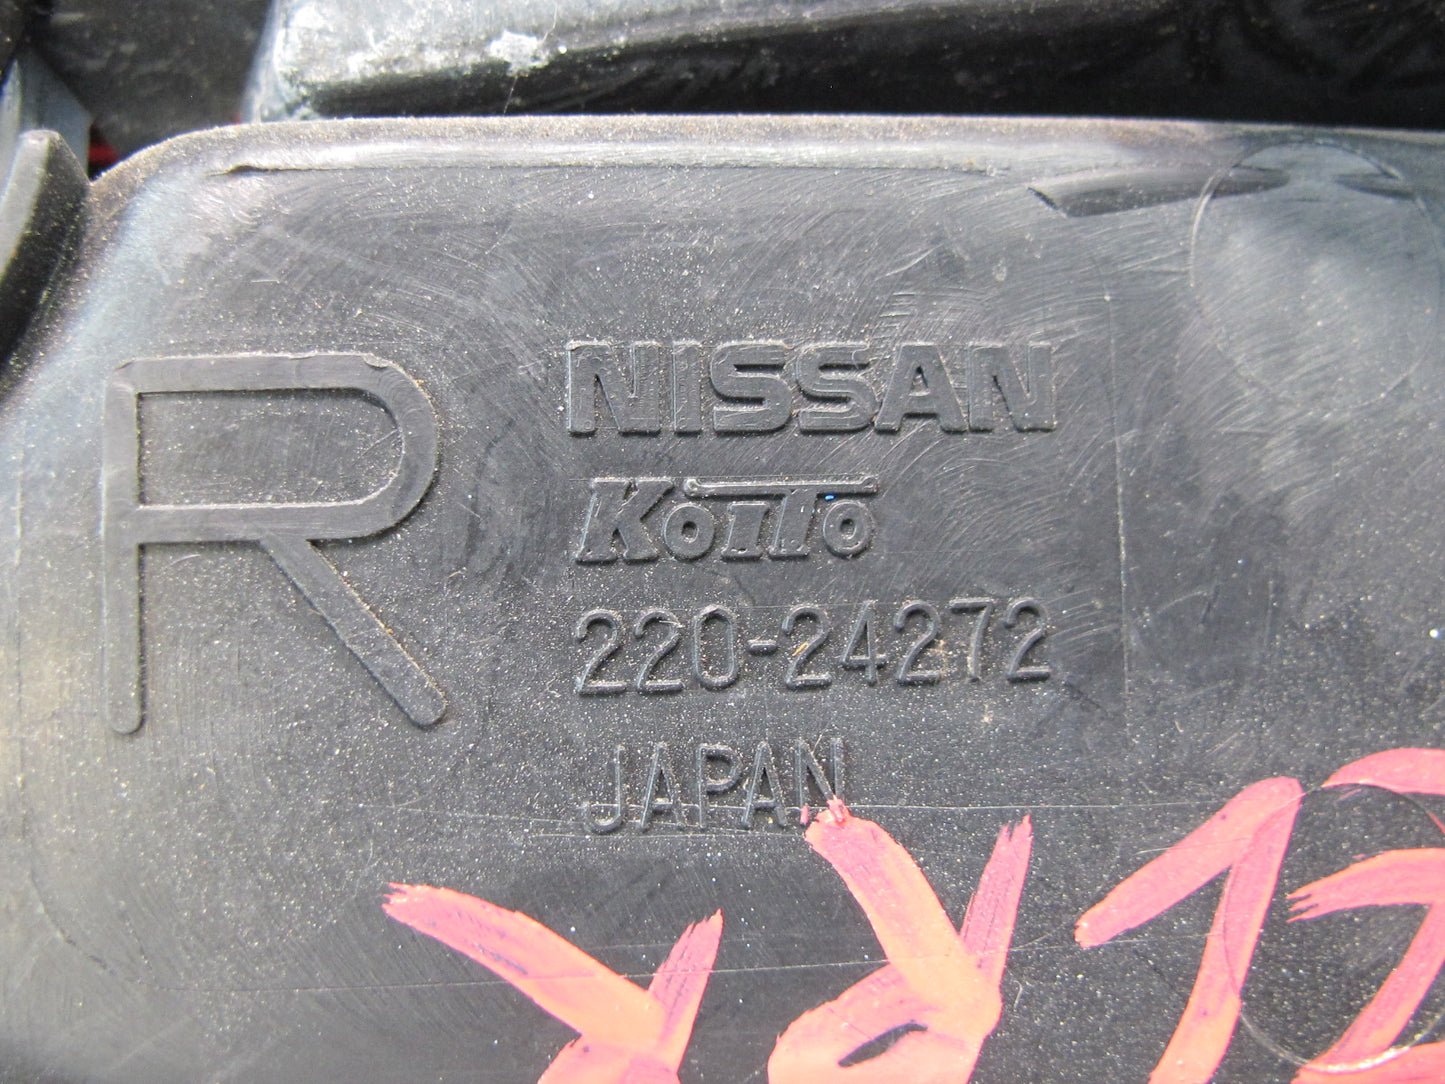 R
NISSAN
KOITO
220-24272
JAPAN